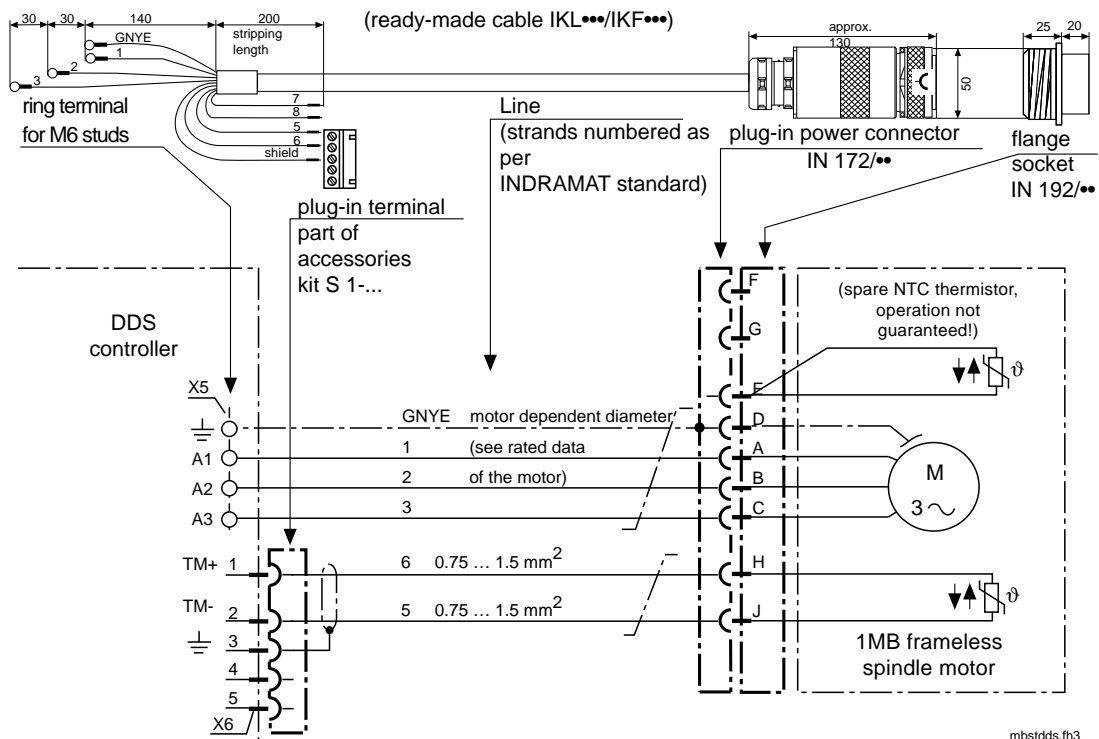 (ready-made cable IKL•••/IKF•••)
30
30
140
200
GNYE
1
2
3
stripping
length
7
8
5
6
shield
approx.
130
25
20
50
ring terminal
for M6 studs
Line
(strands numbered as
per
INDRAMAT standard)
plug-in power connector
IN 172/••
flange
socket
IN 192/••
plug-in terminal
part of
accessories
kit S 1-...
DDS
controller
X5
A1
A2
A3
TM+
TM-
1
2
3
4
5
X6
GNYE motor dependent diameter
1 (see rated data
2 of the motor)
3
6 0.75 ... 1.5 mm²
5 0.75 ... 1.5 mm²
F
G
E
D
A
B
C
H
J
(spare NTC thermistor,
operation not
guaranteed!)
ϑ
M
3
ϑ
1MB frameless
spindle motor
mbstdds.fh3